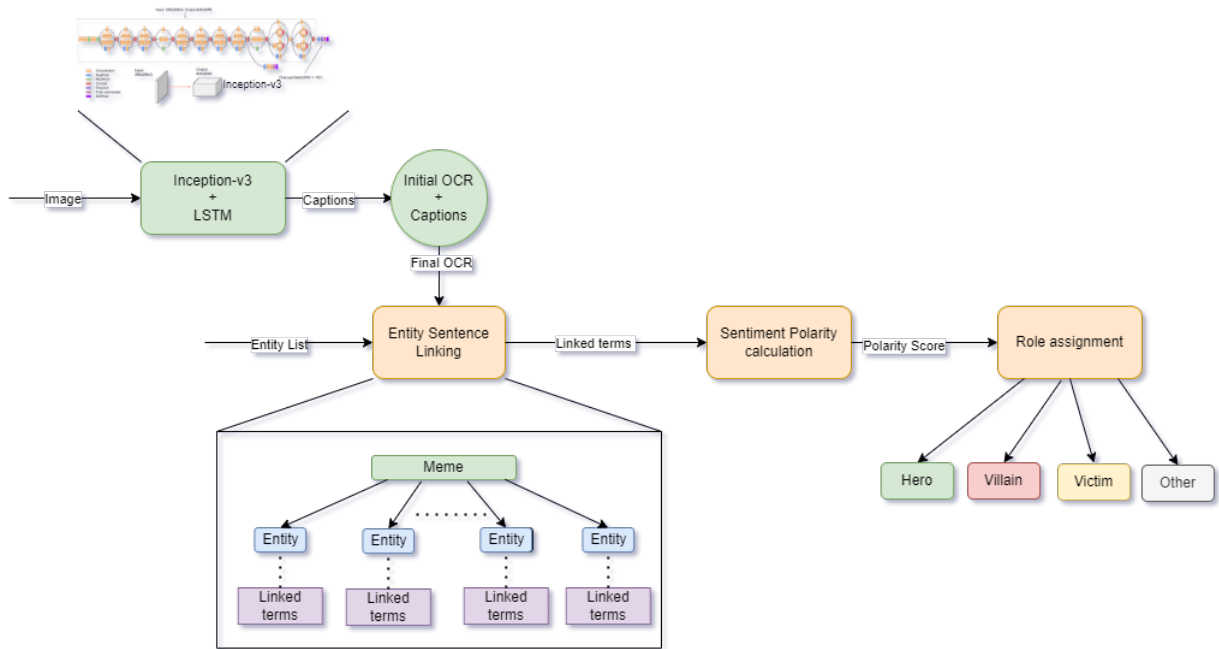 Inception-v3
Inception-v3
+
LSTM
Image
Captions
Initial OCR
+
Captions
Final OCR
Entity List
Entity Sentence
Linking
Linked terms
Sentiment Polarity
calculation
Polarity Score
Role assignment
Hero
Villain
Victim
Other
Meme
Entity
Entity
Entity
Entity
Linked
terms
Linked
terms
Linked
terms
Linked
terms